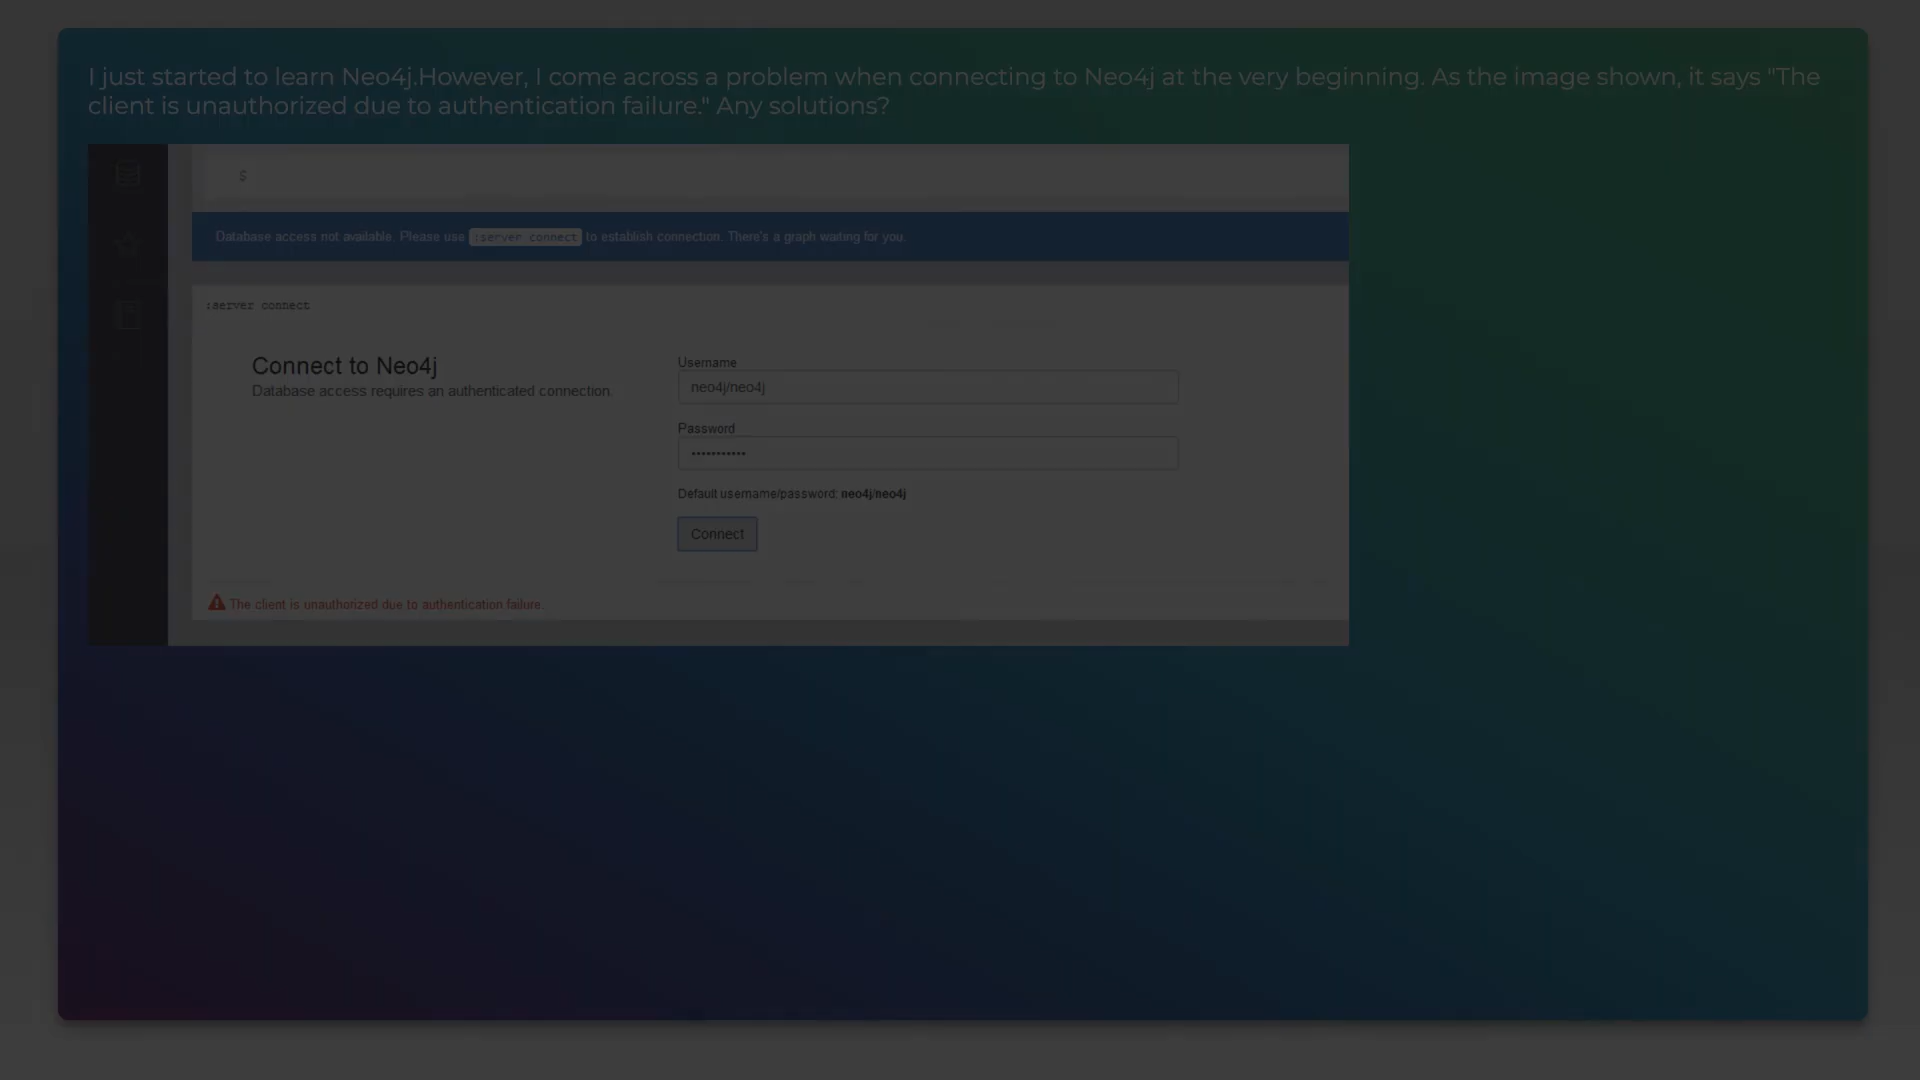 I just started to learn Neo4j.However, I come across a problem when connecting to Neo4j at the very beginning. As the image shown, it says "The
client is unauthorized due to authentication failure." Any solutions?
$
Database access not available. Please use :server connect to establish connection. There's a graph waiting for you.
:server connect
Connect to Neo4j
Database access requires an authenticated connection.
Username
neo4j/neo4j
Password
•••••••••••
Default username/password: neo4j/neo4j
Connect
The client is unauthorized due to authentication failure.